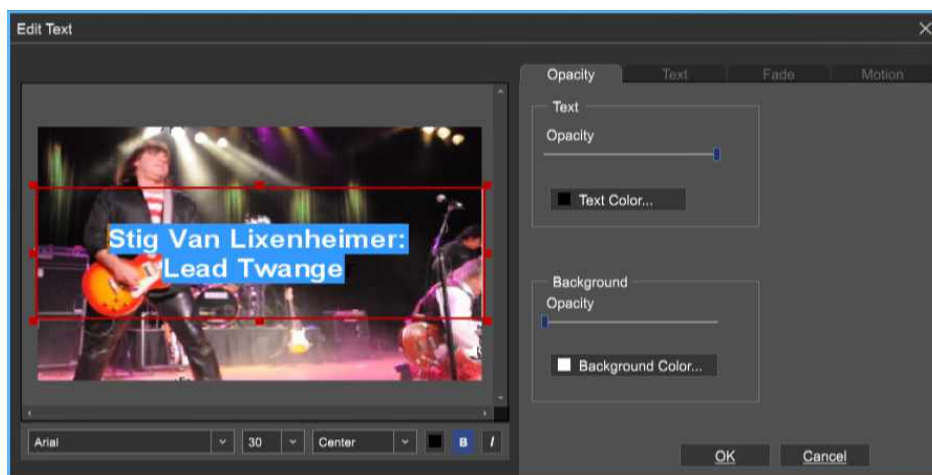 Edit Text
Opacity Text Fade Motion
Text
Opacity
Text Color...
Stig Van Lixenheimer:
Lead Twange
Background
Opacity
Background Color...
Arial 30 Center B I
OK Cancel